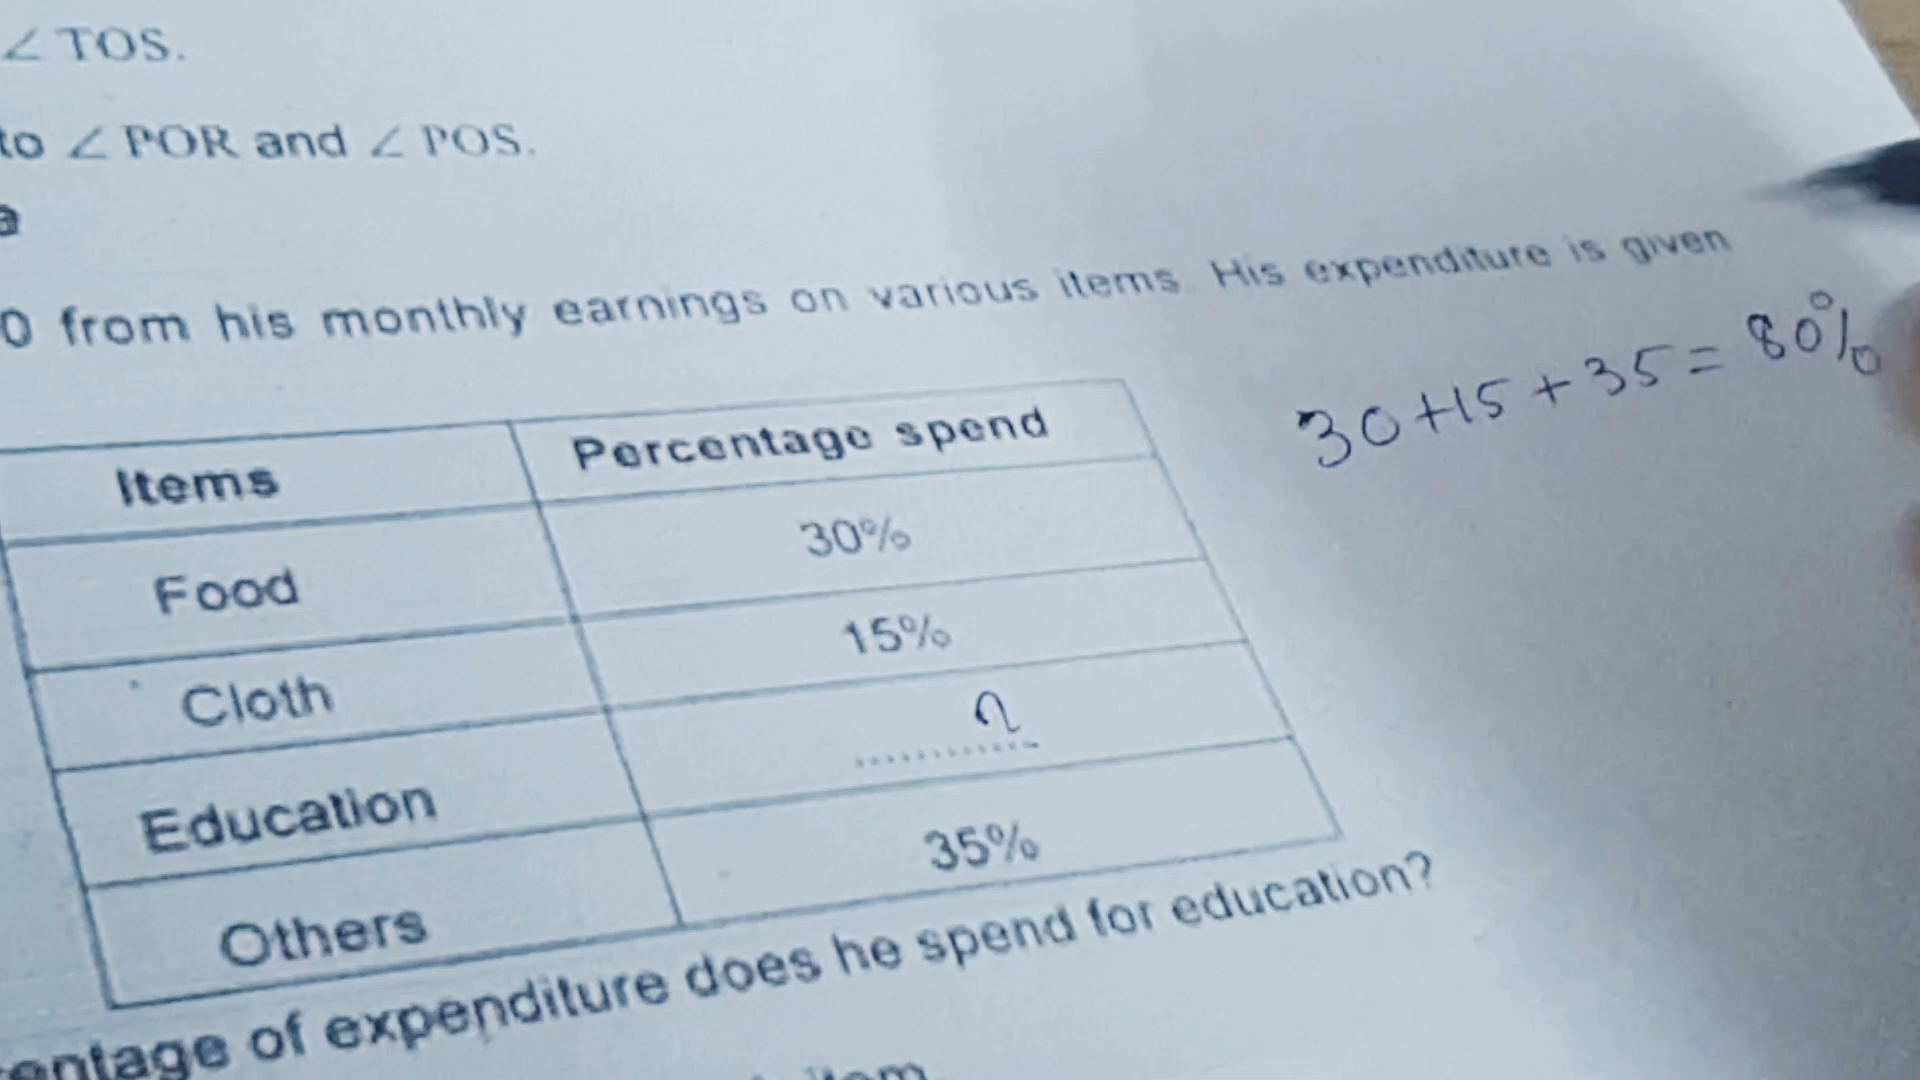 ∠ TOS.
to ∠ POR and ∠ POS.
a
0 from his monthly earnings on various items. His expenditure is given
30+15+35=80%
Items Percentage spend
Food 30%
Cloth 15%
Education ............
Others 35%
entage of expenditure does he spend for education?
item